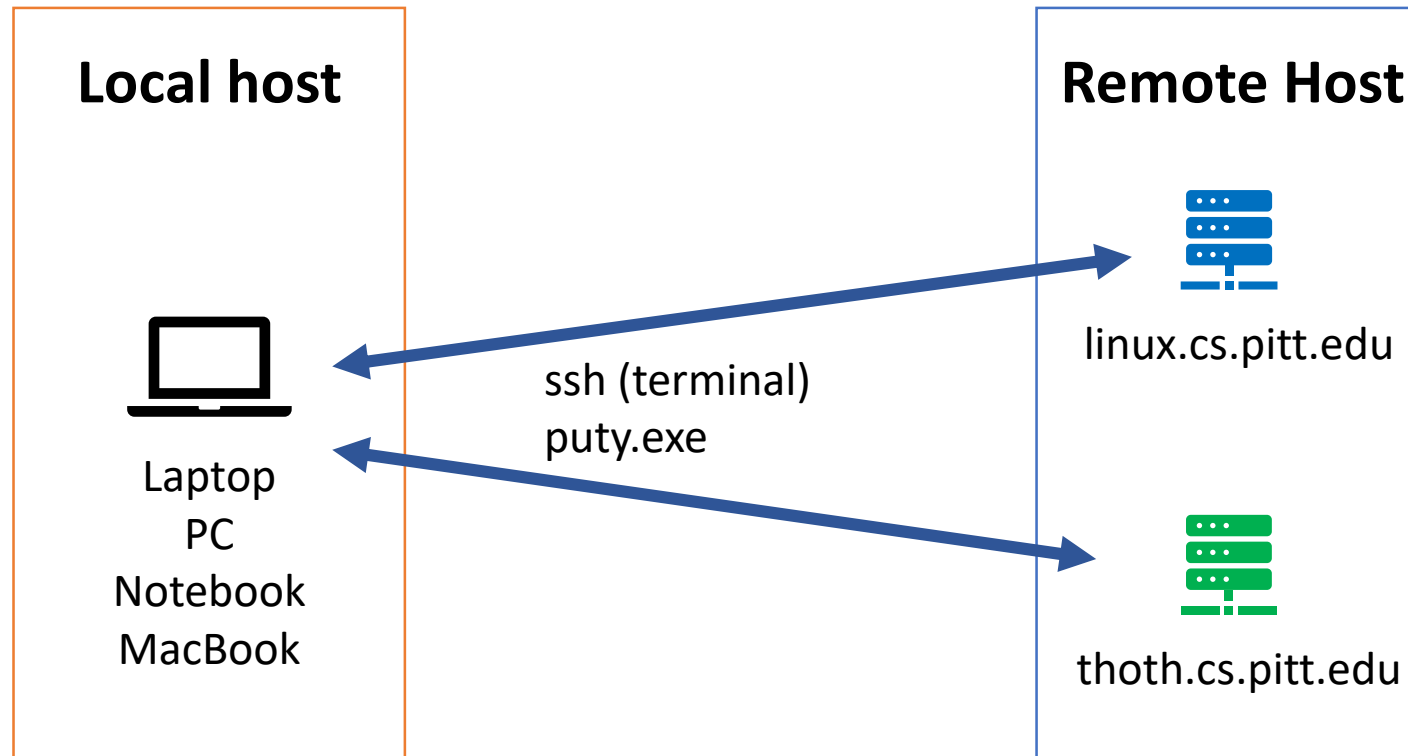 Local host
Remote Host
linux.cs.pitt.edu
ssh (terminal)
puty.exe
Laptop
PC
Notebook
MacBook
thoth.cs.pitt.edu